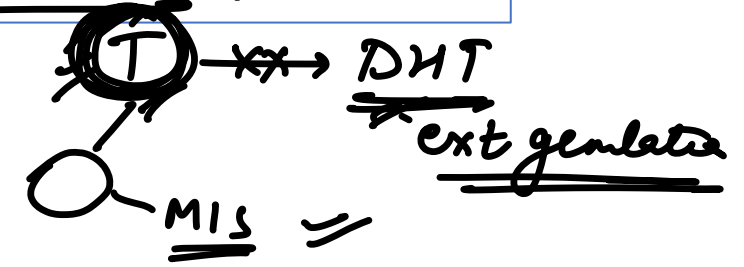 T → DHT
ext genitalia
MIS